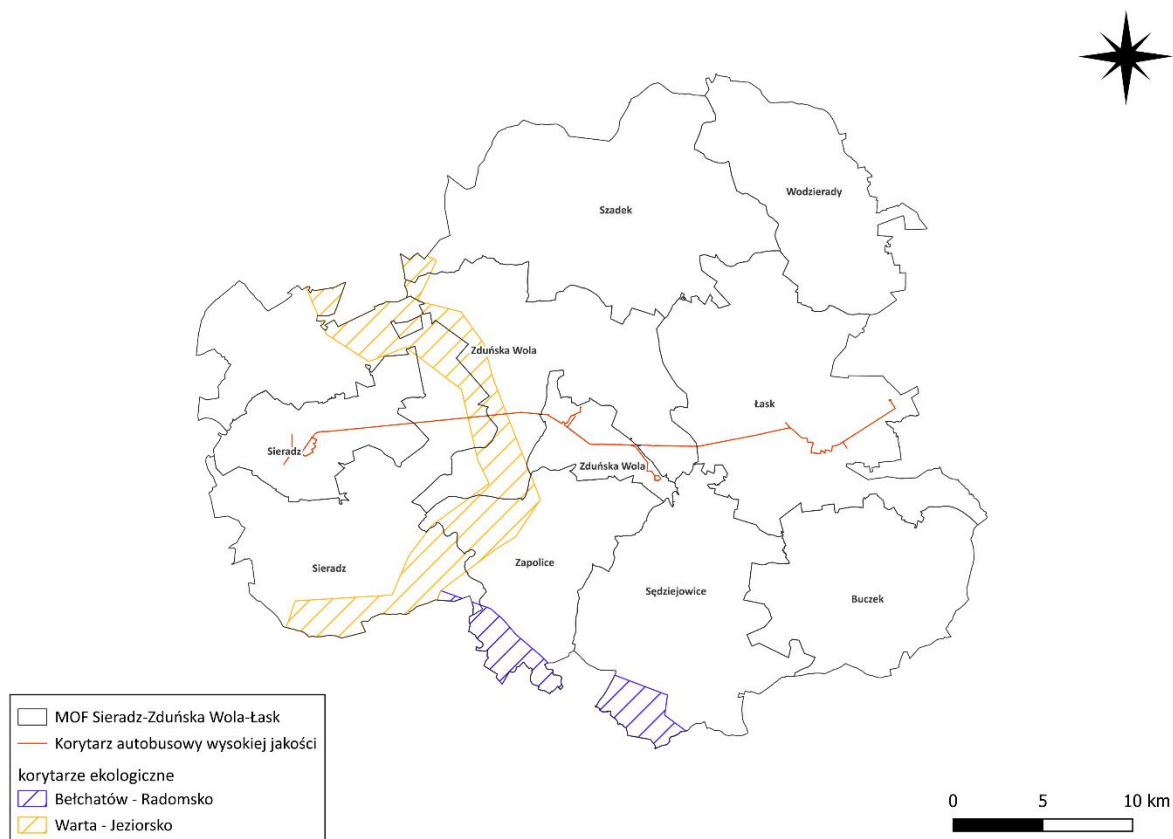 Wodzierady
Szadek
Zduńska Wola
Łask
Sieradz
Zduńska Wola
Sieradz
Zapolice
Sędziejowice
Buczek
MOF Sieradz-Zduńska Wola-Łask
Korytarz autobusowy wysokiej jakości
korytarze ekologiczne
Bełchatów - Radomsko
Warta - Jeziorsko
0 5 10 km